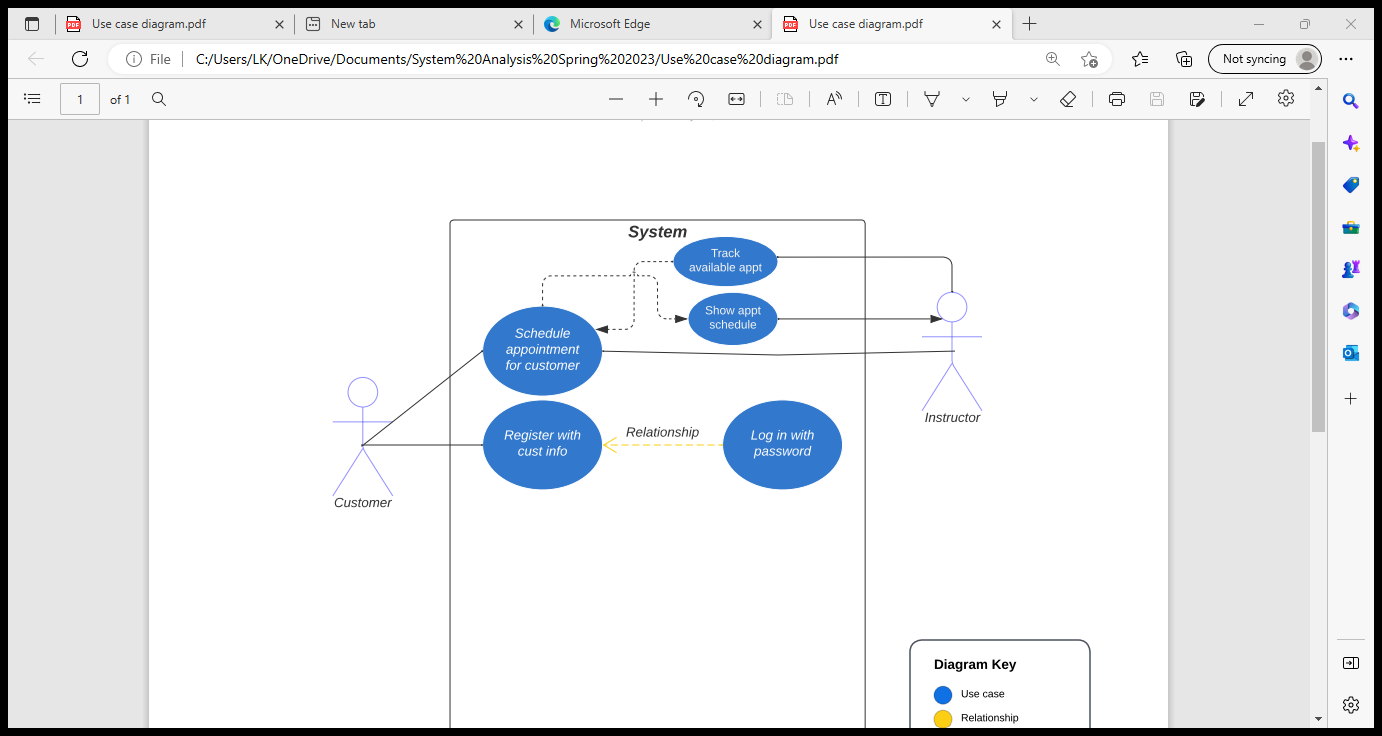 Use case diagram.pdf
New tab
Microsoft Edge
Use case diagram.pdf
File
C:/Users/LK/OneDrive/Documents/System%20Analysis%20Spring%202023/Use%20case%20diagram.pdf
Not syncing
1
of 1
System
Track
available appt
Show appt
schedule
Schedule
appointment
for customer
Instructor
Register with
cust info
Relationship
Log in with
password
Customer
Diagram Key
Use case
Relationship